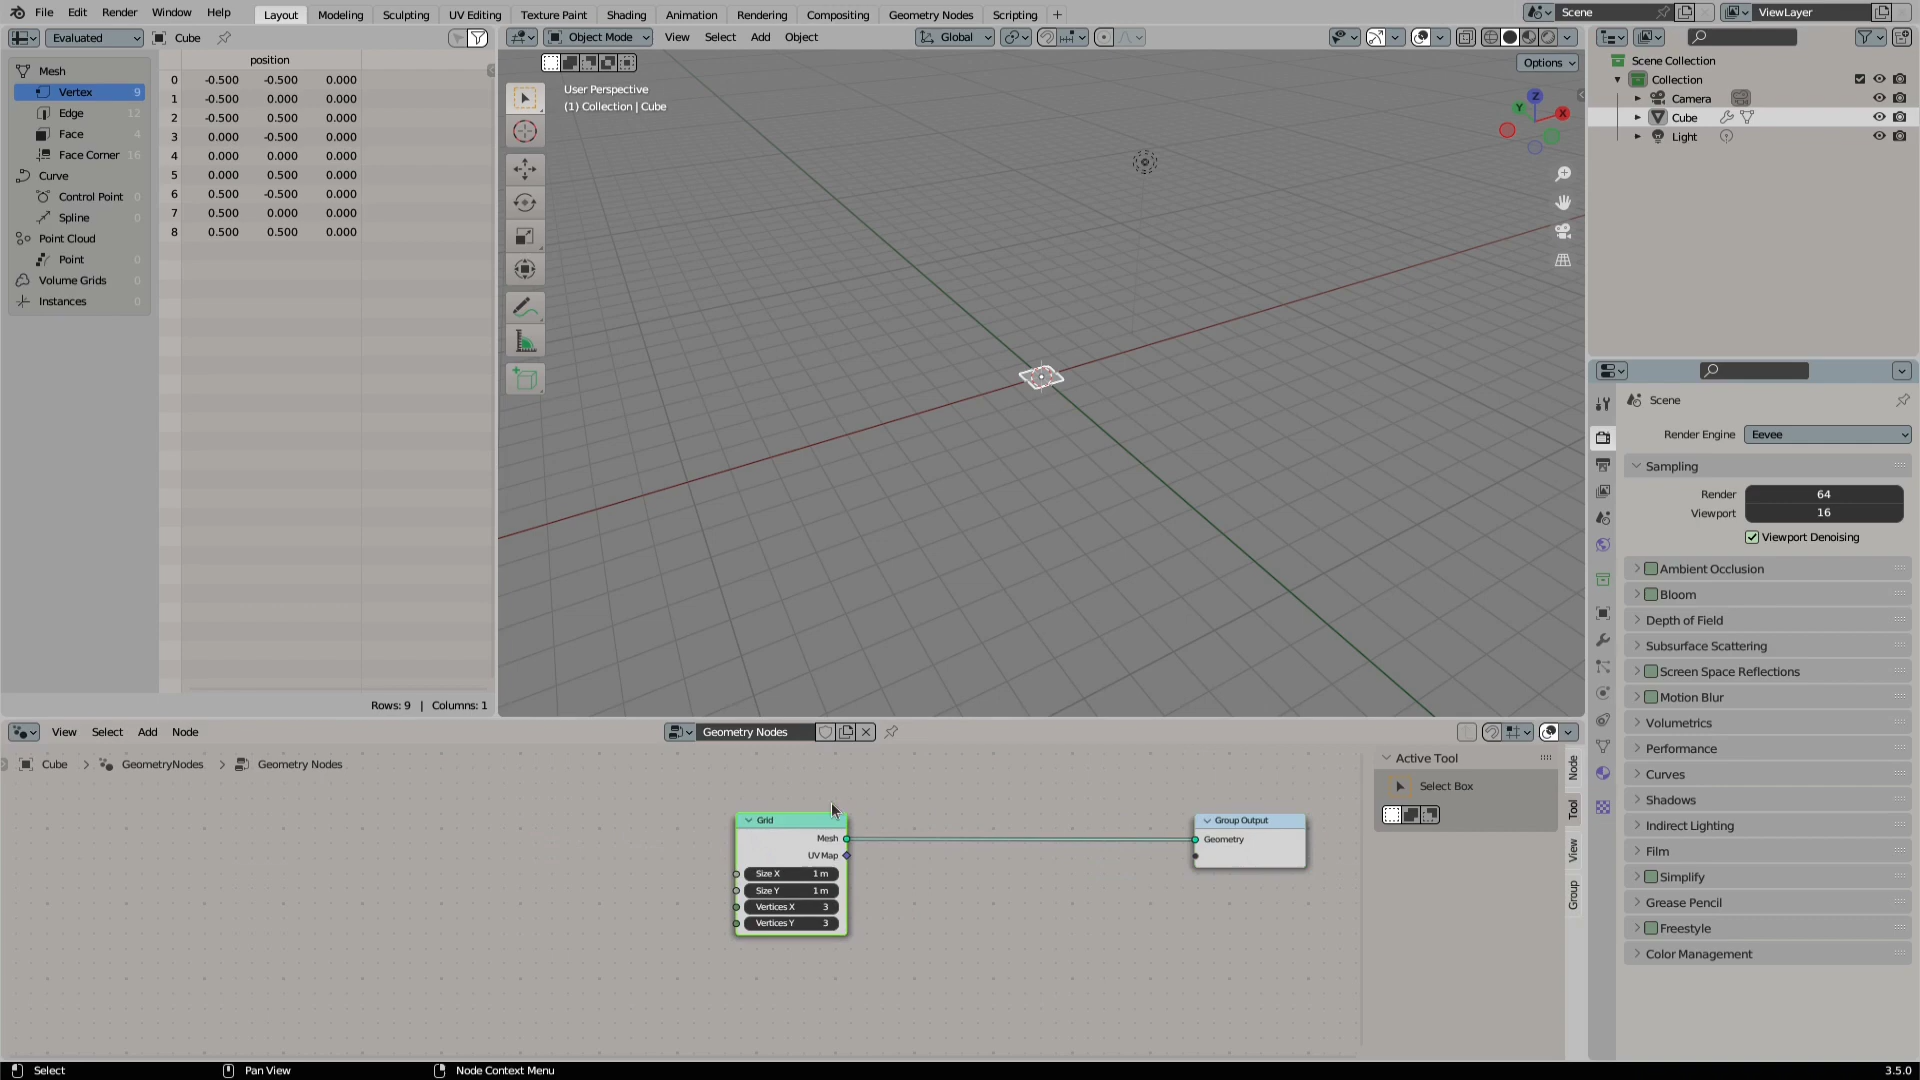 File Edit Render Window Help Layout Modeling Sculpting UV Editing Texture Paint Shading Animation Rendering Compositing Geometry Nodes Scripting + Scene ViewLayer
Evaluated Cube
Object Mode View Select Add Object Global
Options
User Perspective
(1) Collection | Cube
Z
Y
X
position
Mesh
Vertex 9
Edge 12
Face 4
Face Corner 16
Curve
Control Point 0
Spline 0
Point Cloud
Point 0
Volume Grids 0
Instances 0
0 -0.500 -0.500 0.000
1 -0.500 0.000 0.000
2 -0.500 0.500 0.000
3 0.000 -0.500 0.000
4 0.000 0.000 0.000
5 0.000 0.500 0.000
6 0.500 -0.500 0.000
7 0.500 0.000 0.000
8 0.500 0.500 0.000
Rows: 9 | Columns: 1
Scene Collection
Collection
Camera
Cube
Light
Scene
Render Engine Eevee
Sampling
Render 64
Viewport 16
Viewport Denoising
Ambient Occlusion
Bloom
Depth of Field
Subsurface Scattering
Screen Space Reflections
Motion Blur
Volumetrics
Performance
Curves
Shadows
Indirect Lighting
Film
Simplify
Grease Pencil
Freestyle
Color Management
View Select Add Node Geometry Nodes
Cube > GeometryNodes > Geometry Nodes
Grid
Mesh
UV Map
Size X 1 m
Size Y 1 m
Vertices X 3
Vertices Y 3
Group Output
Geometry
Active Tool
Select Box
Node
Tool
View
Group
Select Pan View Node Context Menu 3.5.0